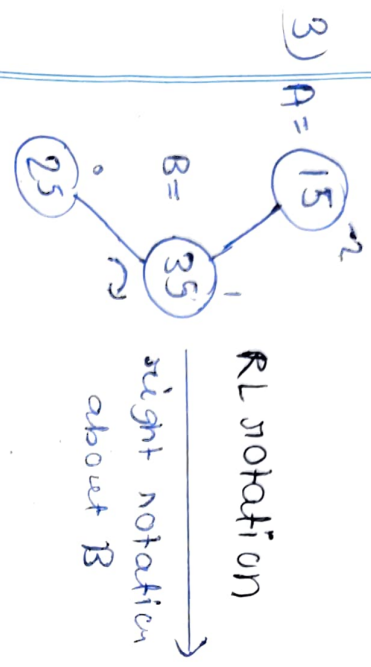 3)
A = 15 -2
B = 35 1
25 0
RL rotation
right rotation
about B